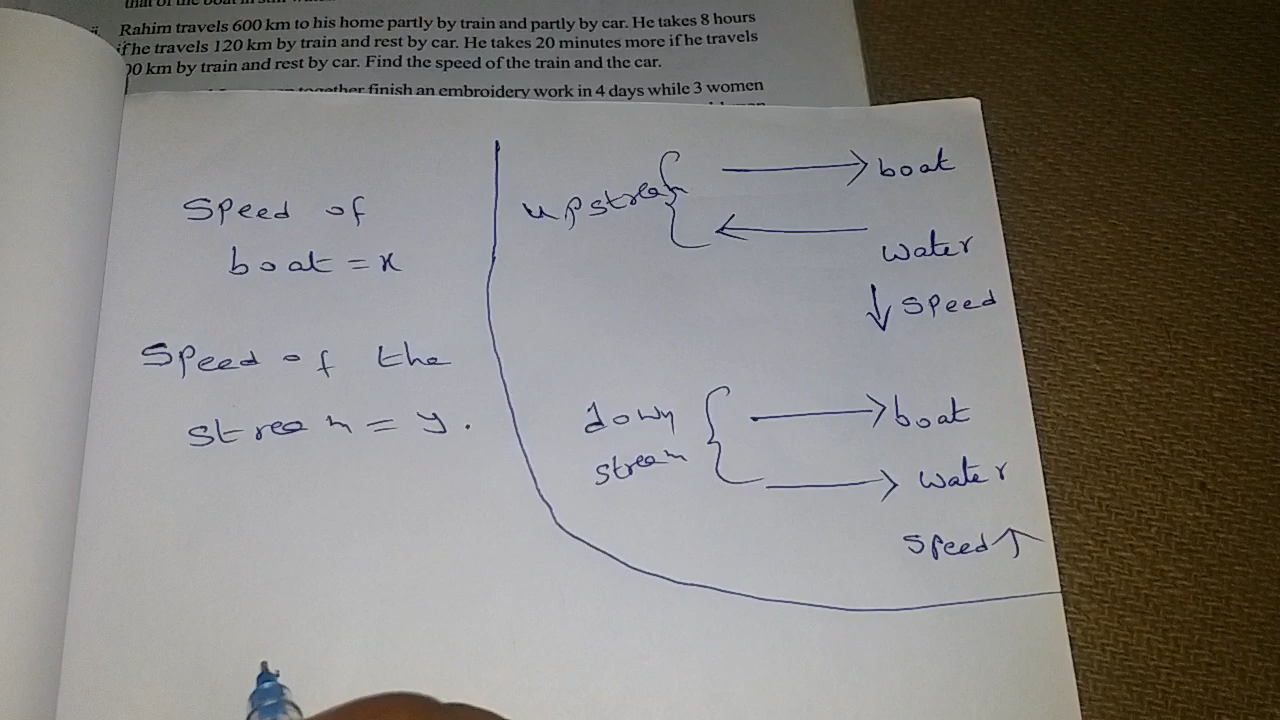 Rahim travels 600 km to his home partly by train and partly by car. He takes 8 hours
if he travels 120 km by train and rest by car. He takes 20 minutes more if he travels
00 km by train and rest by car. Find the speed of the train and the car.
together finish an embroidery work in 4 days while 3 women
Speed of
boat = x
Speed of the
stream = y.
upstream
boat
water
↓ speed
down
stream
boat
water
speed ↑